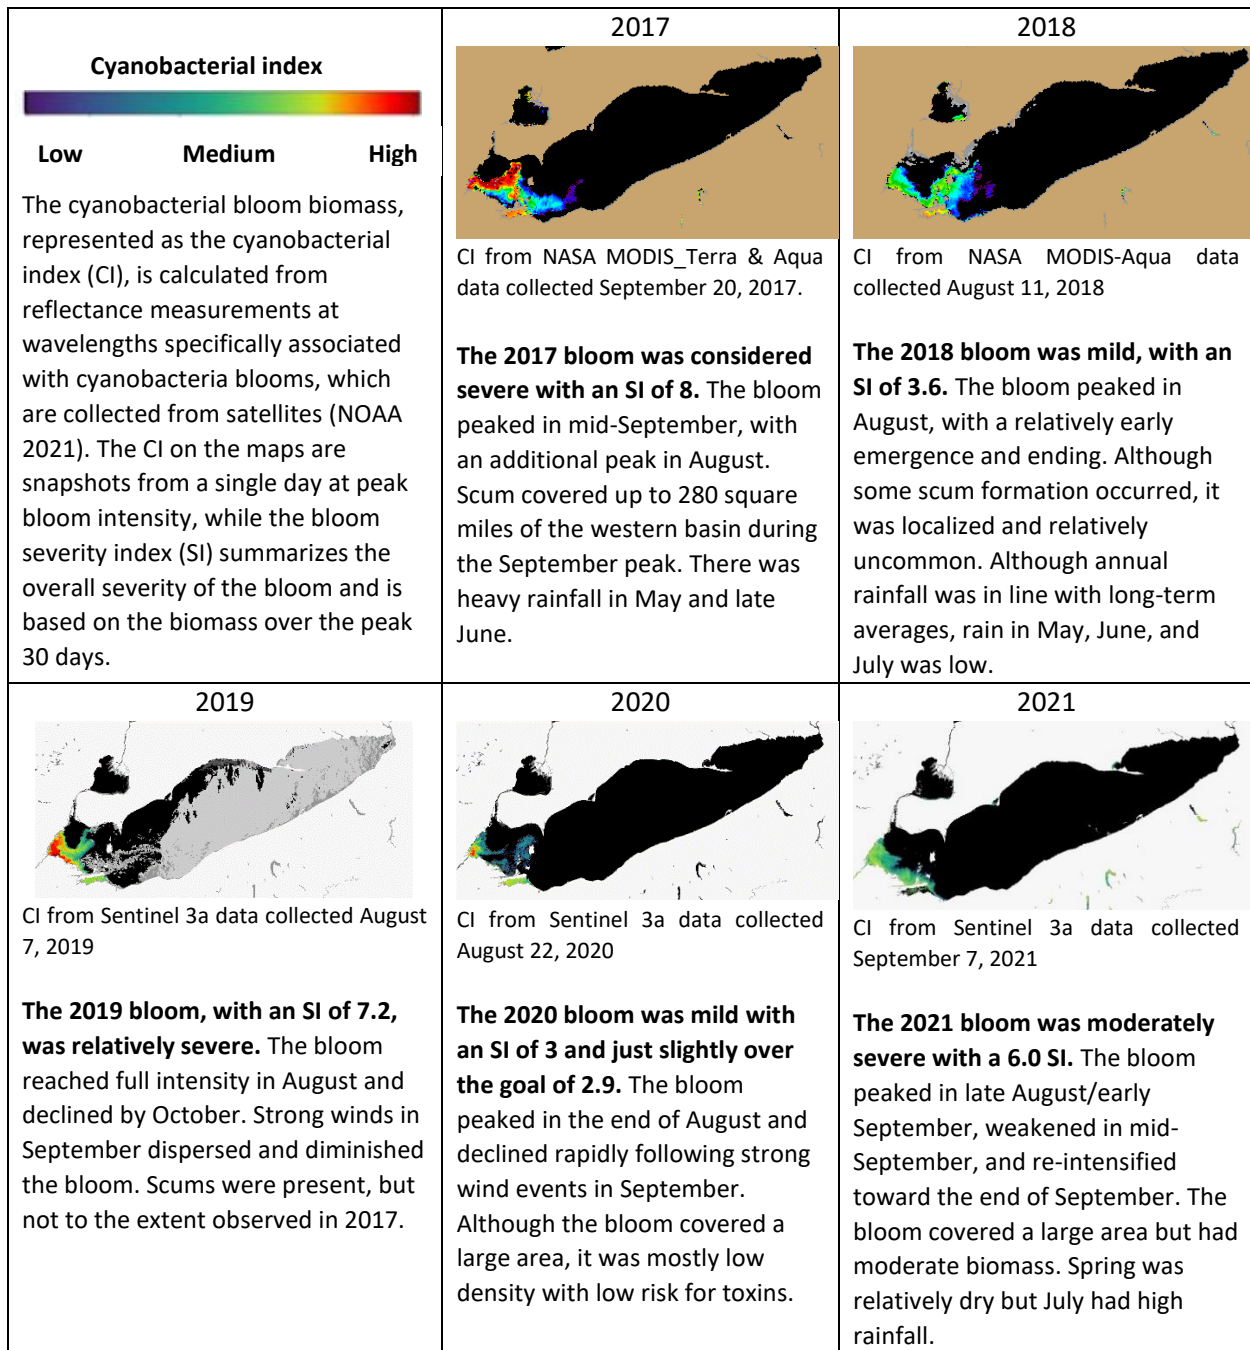 Cyanobacterial index
Low Medium High
The cyanobacterial bloom biomass,
represented as the cyanobacterial
index (CI), is calculated from
reflectance measurements at
wavelengths specifically associated
with cyanobacteria blooms, which
are collected from satellites (NOAA
2021). The CI on the maps are
snapshots from a single day at peak
bloom intensity, while the bloom
severity index (SI) summarizes the
overall severity of the bloom and is
based on the biomass over the peak
30 days.
2017
CI from NASA MODIS_Terra & Aqua
data collected September 20, 2017.
The 2017 bloom was considered
severe with an SI of 8. The bloom
peaked in mid-September, with
an additional peak in August.
Scum covered up to 280 square
miles of the western basin during
the September peak. There was
heavy rainfall in May and late
June.
2018
CI from NASA MODIS-Aqua data
collected August 11, 2018
The 2018 bloom was mild, with an
SI of 3.6. The bloom peaked in
August, with a relatively early
emergence and ending. Although
some scum formation occurred, it
was localized and relatively
uncommon. Although annual
rainfall was in line with long-term
averages, rain in May, June, and
July was low.
2019
CI from Sentinel 3a data collected August
7, 2019
The 2019 bloom, with an SI of 7.2,
was relatively severe. The bloom
reached full intensity in August and
declined by October. Strong winds in
September dispersed and diminished
the bloom. Scums were present, but
not to the extent observed in 2017.
2020
CI from Sentinel 3a data collected
August 22, 2020
The 2020 bloom was mild with
an SI of 3 and just slightly over
the goal of 2.9. The bloom
peaked in the end of August and
declined rapidly following strong
wind events in September.
Although the bloom covered a
large area, it was mostly low
density with low risk for toxins.
2021
CI from Sentinel 3a data collected
September 7, 2021
The 2021 bloom was moderately
severe with a 6.0 SI. The bloom
peaked in late August/early
September, weakened in mid-
September, and re-intensified
toward the end of September. The
bloom covered a large area but had
moderate biomass. Spring was
relatively dry but July had high
rainfall.